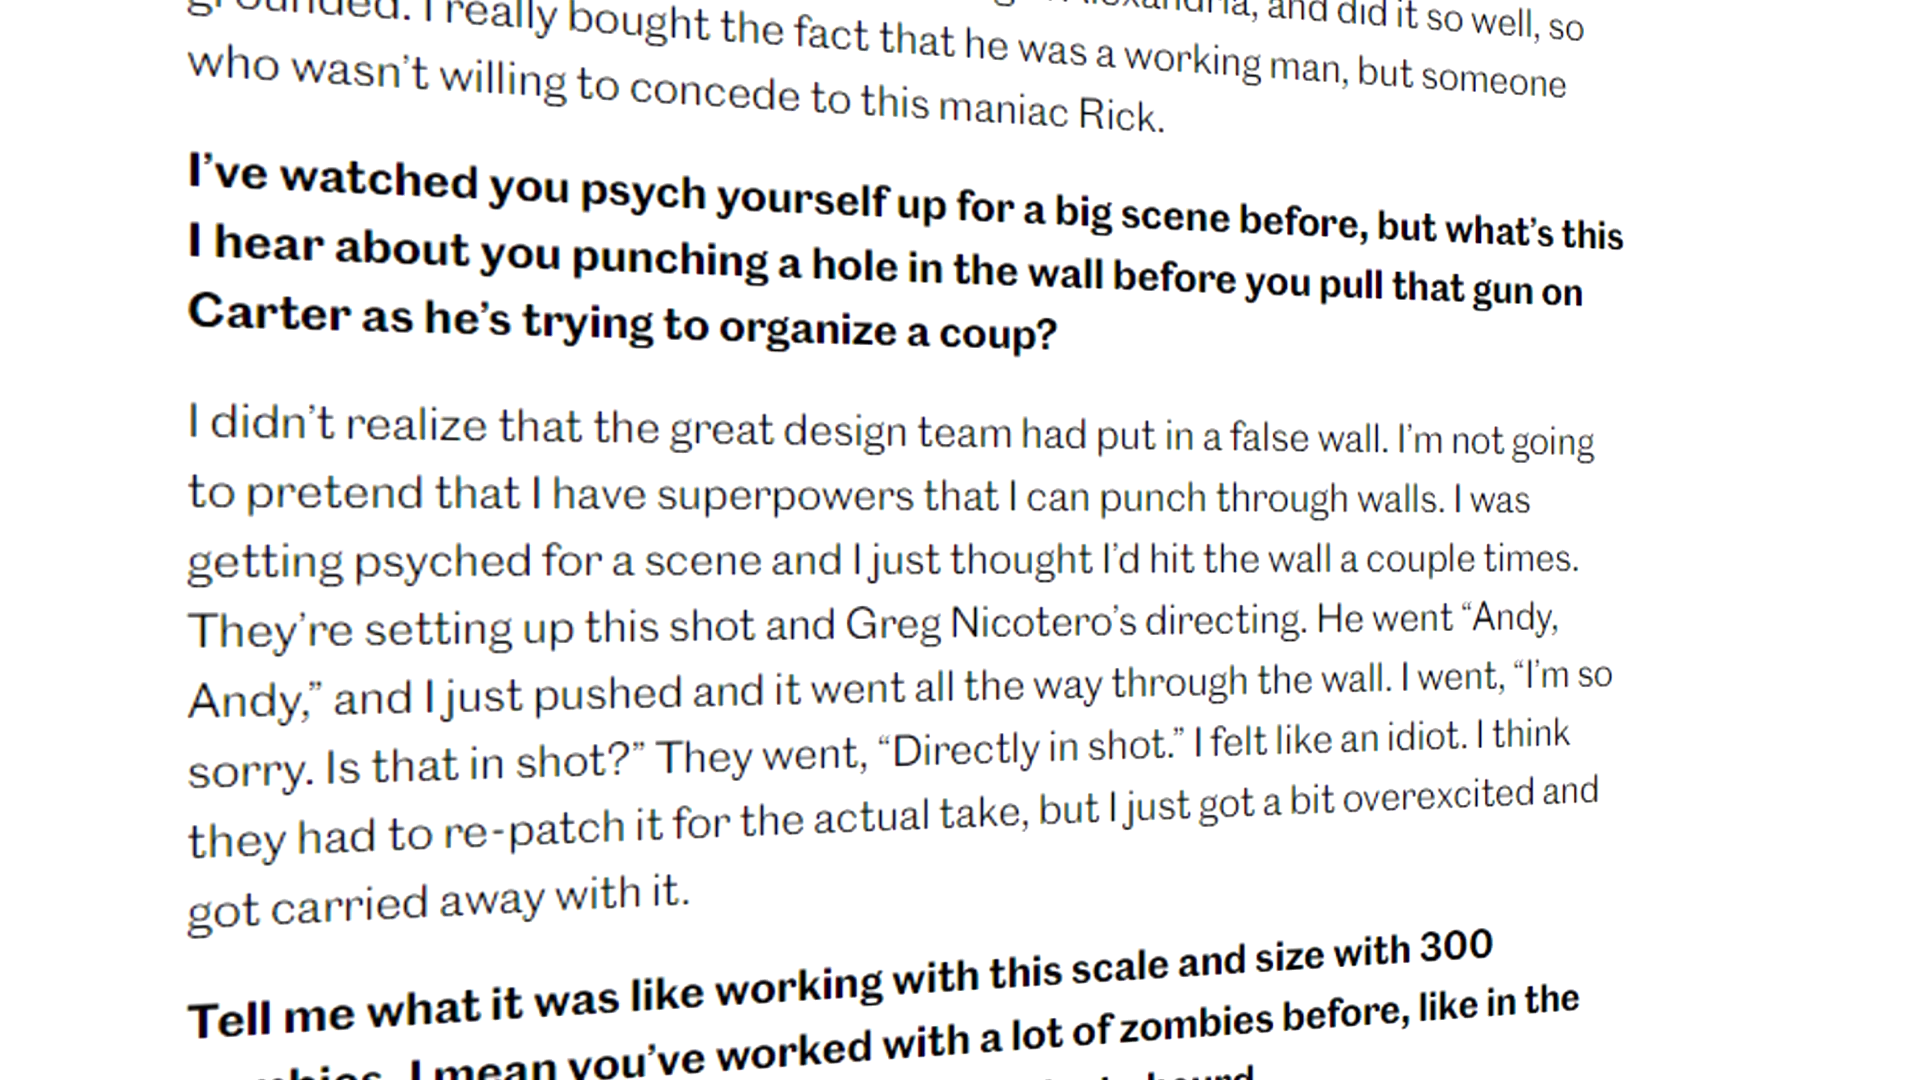 grounded. I really bought the fact that he was a working man, but someone
and did it so well, so
who wasn't willing to concede to this maniac Rick.
I've watched you psych yourself up for a big scene before, but what's this
I hear about you punching a hole in the wall before you pull that gun on
Carter as he's trying to organize a coup?
I didn't realize that the great design team had put in a false wall. I'm not going
to pretend that I have superpowers that I can punch through walls. I was
getting psyched for a scene and I just thought I'd hit the wall a couple times.
They're setting up this shot and Greg Nicotero's directing. He went “Andy,
Andy,” and I just pushed and it went all the way through the wall. I went, “I'm so
sorry. Is that in shot?” They went, “Directly in shot.” I felt like an idiot. I think
they had to re-patch it for the actual take, but I just got a bit overexcited and
got carried away with it.
Tell me what it was like working with this scale and size with 300
I mean you've worked with a lot of zombies before, like in the